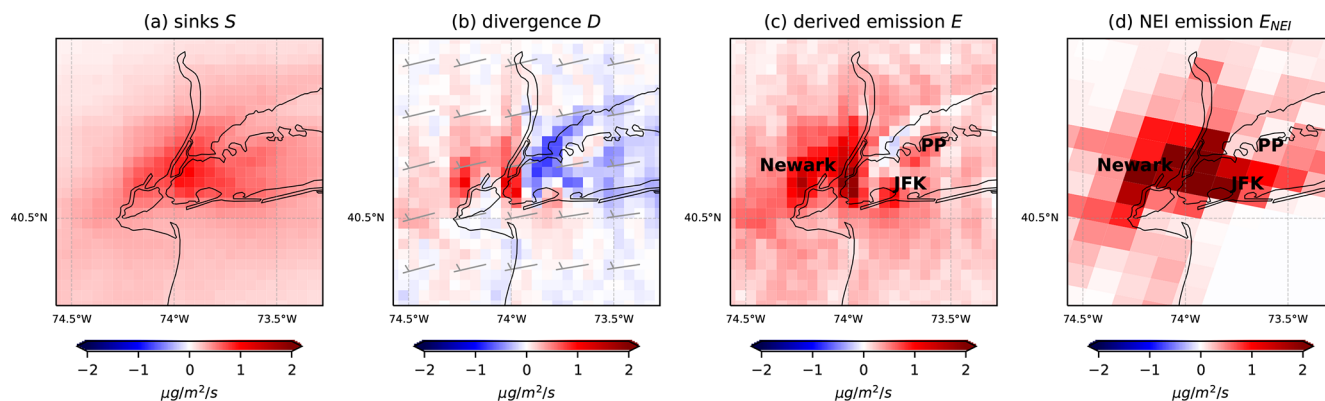 (a) sinks S
(b) divergence D
(c) derived emission E
(d) NEI emission E_NEI
Newark
PP
JFK
Newark
PP
JFK
40.5°N
40.5°N
40.5°N
40.5°N
74.5°W 74°W 73.5°W
74.5°W 74°W 73.5°W
74.5°W 74°W 73.5°W
74.5°W 74°W 73.5°W
−2 −1 0 1 2
−2 −1 0 1 2
−2 −1 0 1 2
−2 −1 0 1 2
μg/m²/s
μg/m²/s
μg/m²/s
μg/m²/s